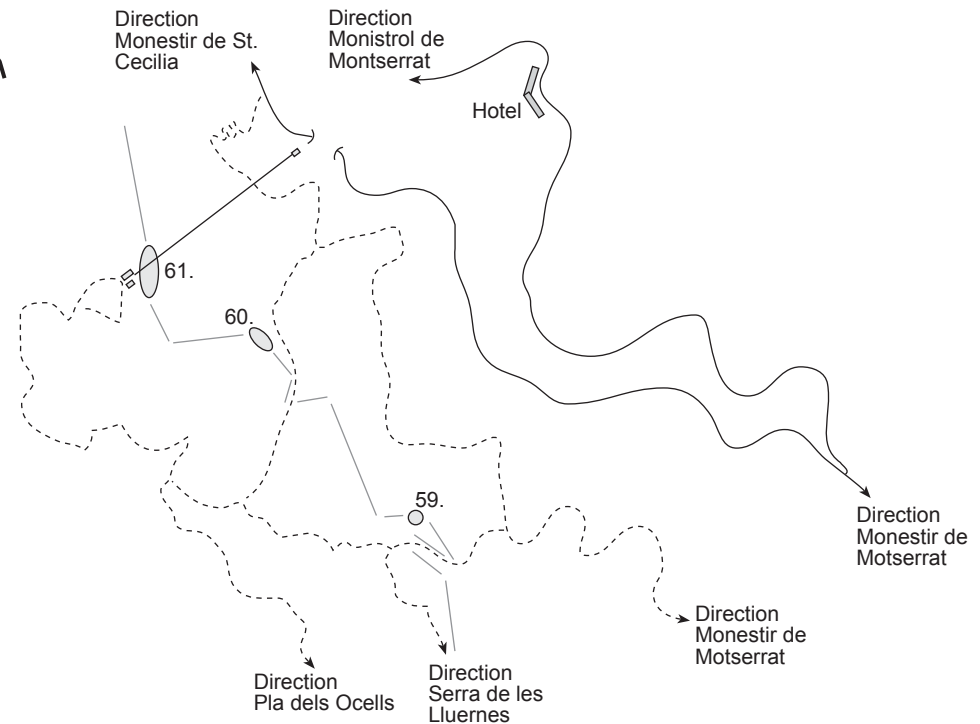 Direction
Monestir de St.
Cecilia
Direction
Monistrol de
Montserrat
Hotel
61.
60.
59.
Direction
Monestir de
Motserrat
Direction
Monestir de
Motserrat
Direction
Pla dels Ocells
Direction
Serra de les
Lluernes